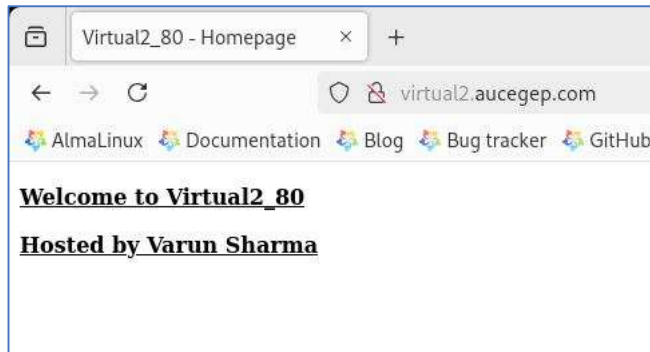 Virtual2_80 - Homepage
virtual2.aucegep.com
AlmaLinux Documentation Blog Bug tracker GitHub
Welcome to Virtual2_80
Hosted by Varun Sharma